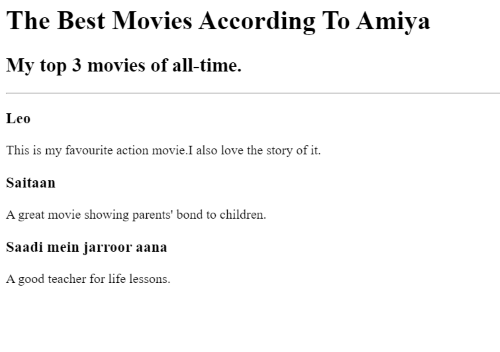 The Best Movies According To Amiya
My top 3 movies of all-time.
Leo
This is my favourite action movie.I also love the story of it.
Saitaan
A great movie showing parents' bond to children.
Saadi mein jarroor aana
A good teacher for life lessons.